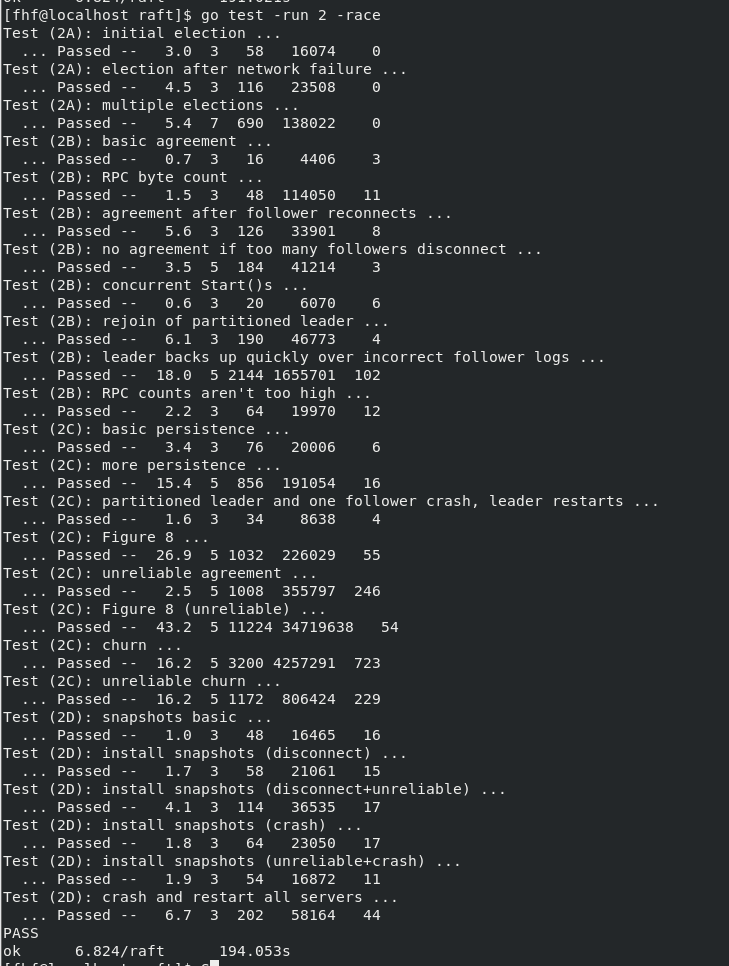 [fhf@localhost raft]$ go test -run 2 -race
Test (2A): initial election ...
  ... Passed --   3.0  3   58   16074    0
Test (2A): election after network failure ...
  ... Passed --   4.5  3  116   23508    0
Test (2A): multiple elections ...
  ... Passed --   5.4  7  690  138022    0
Test (2B): basic agreement ...
  ... Passed --   0.7  3   16    4406    3
Test (2B): RPC byte count ...
  ... Passed --   1.5  3   48  114050   11
Test (2B): agreement after follower reconnects ...
  ... Passed --   5.6  3  126   33901    8
Test (2B): no agreement if too many followers disconnect ...
  ... Passed --   3.5  5  184   41214    3
Test (2B): concurrent Start()s ...
  ... Passed --   0.6  3   20    6070    6
Test (2B): rejoin of partitioned leader ...
  ... Passed --   6.1  3  190   46773    4
Test (2B): leader backs up quickly over incorrect follower logs ...
  ... Passed --  18.0  5 2144 1655701  102
Test (2B): RPC counts aren't too high ...
  ... Passed --   2.2  3   64   19970   12
Test (2C): basic persistence ...
  ... Passed --   3.4  3   76   20006    6
Test (2C): more persistence ...
  ... Passed --  15.4  5  856  191054   16
Test (2C): partitioned leader and one follower crash, leader restarts ...
  ... Passed --   1.6  3   34    8638    4
Test (2C): Figure 8 ...
  ... Passed --  26.9  5 1032  226029   55
Test (2C): unreliable agreement ...
  ... Passed --   2.5  5 1008  355797  246
Test (2C): Figure 8 (unreliable) ...
  ... Passed --  43.2  5 11224 34719638   54
Test (2C): churn ...
  ... Passed --  16.2  5 3200 4257291  723
Test (2C): unreliable churn ...
  ... Passed --  16.2  5 1172  806424  229
Test (2D): snapshots basic ...
  ... Passed --   1.0  3   48   16465   16
Test (2D): install snapshots (disconnect) ...
  ... Passed --   1.7  3   58   21061   15
Test (2D): install snapshots (disconnect+unreliable) ...
  ... Passed --   4.1  3  114   36535   17
Test (2D): install snapshots (crash) ...
  ... Passed --   1.8  3   64   23050   17
Test (2D): install snapshots (unreliable+crash) ...
  ... Passed --   1.9  3   54   16872   11
Test (2D): crash and restart all servers ...
  ... Passed --   6.7  3  202   58164   44
PASS
ok      6.824/raft      194.053s